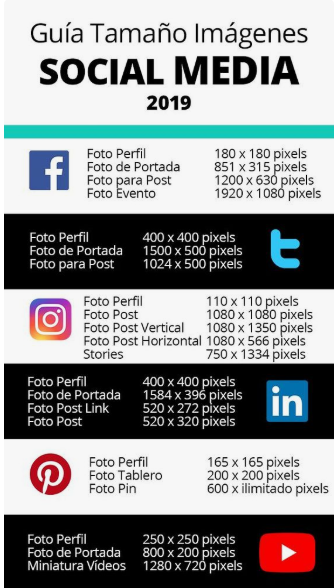 Guía Tamaño Imágenes
SOCIAL MEDIA
2019
f
Foto Perfil 180 x 180 pixels
Foto de Portada 851 x 315 pixels
Foto para Post 1200 x 630 pixels
Foto Evento 1920 x 1080 pixels
Foto Perfil 400 x 400 pixels
Foto de Portada 1500 x 500 pixels
Foto para Post 1024 x 500 pixels
Foto Perfil 110 x 110 pixels
Foto Post 1080 x 1080 pixels
Foto Post Vertical 1080 x 1350 pixels
Foto Post Horizontal 1080 x 566 pixels
Stories 750 x 1334 pixels
Foto Perfil 400 x 400 pixels
Foto de Portada 1584 x 396 pixels
Foto Post Link 520 x 272 pixels
Foto Post 520 x 320 pixels
in
Foto Perfil 165 x 165 pixels
Foto Tablero 200 x 200 pixels
Foto Pin 600 x ilimitado pixels
Foto Perfil 250 x 250 pixels
Foto de Portada 800 x 200 pixels
Miniatura Vídeos 1280 x 720 pixels